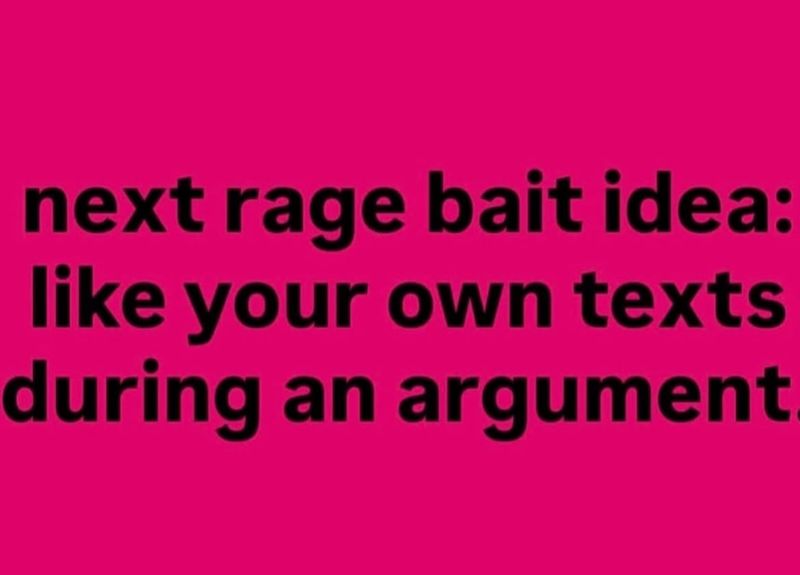 next rage bait idea:
like your own texts
during an argument.